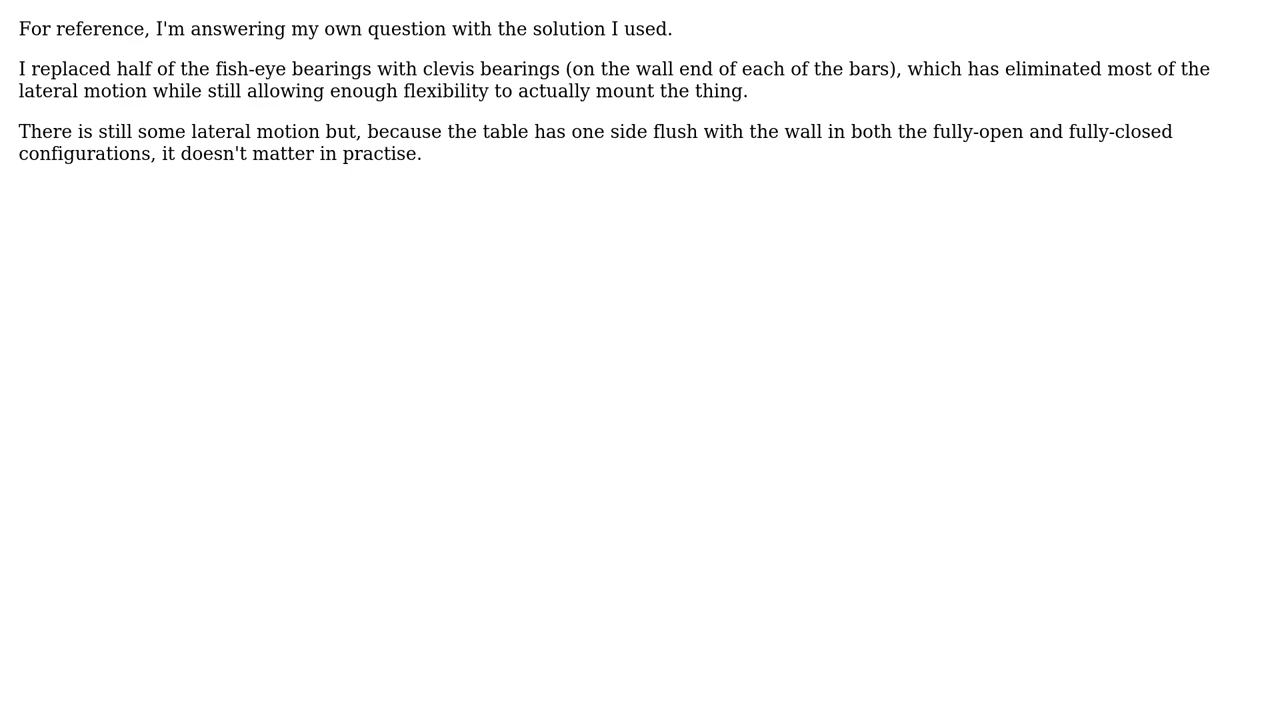 For reference, I'm answering my own question with the solution I used.
I replaced half of the fish-eye bearings with clevis bearings (on the wall end of each of the bars), which has eliminated most of the
lateral motion while still allowing enough flexibility to actually mount the thing.
There is still some lateral motion but, because the table has one side flush with the wall in both the fully-open and fully-closed
configurations, it doesn't matter in practise.